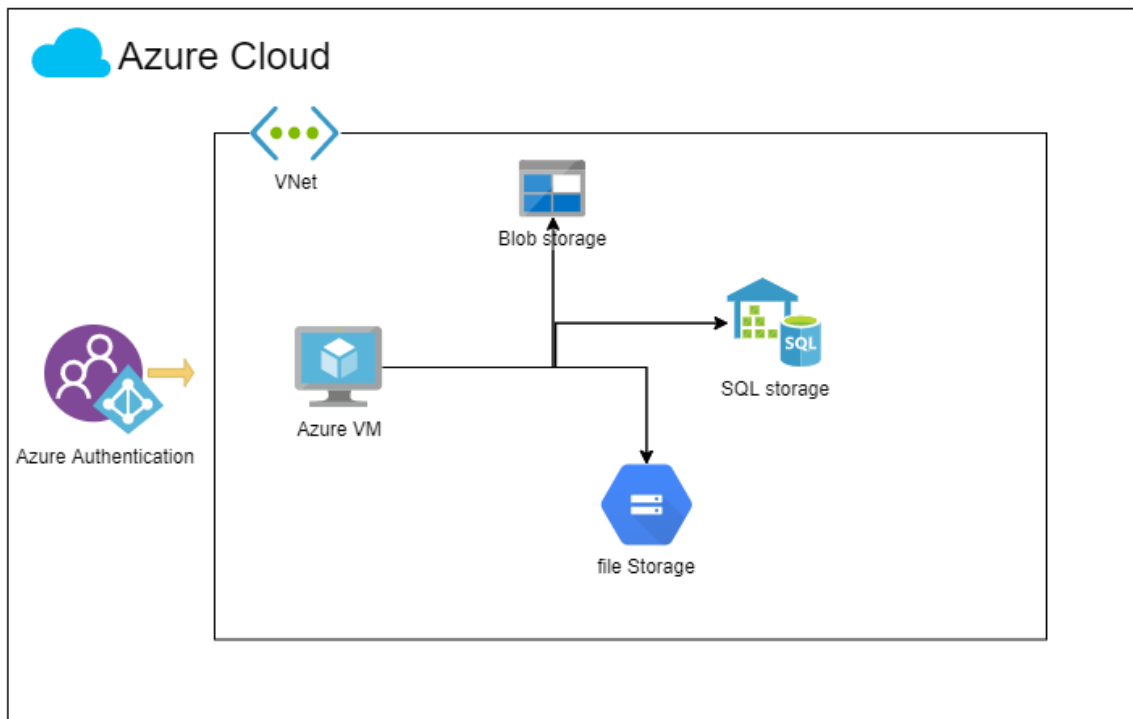 Azure Cloud
VNet
Blob storage
SQL
SQL storage
Azure VM
Azure Authentication
file Storage